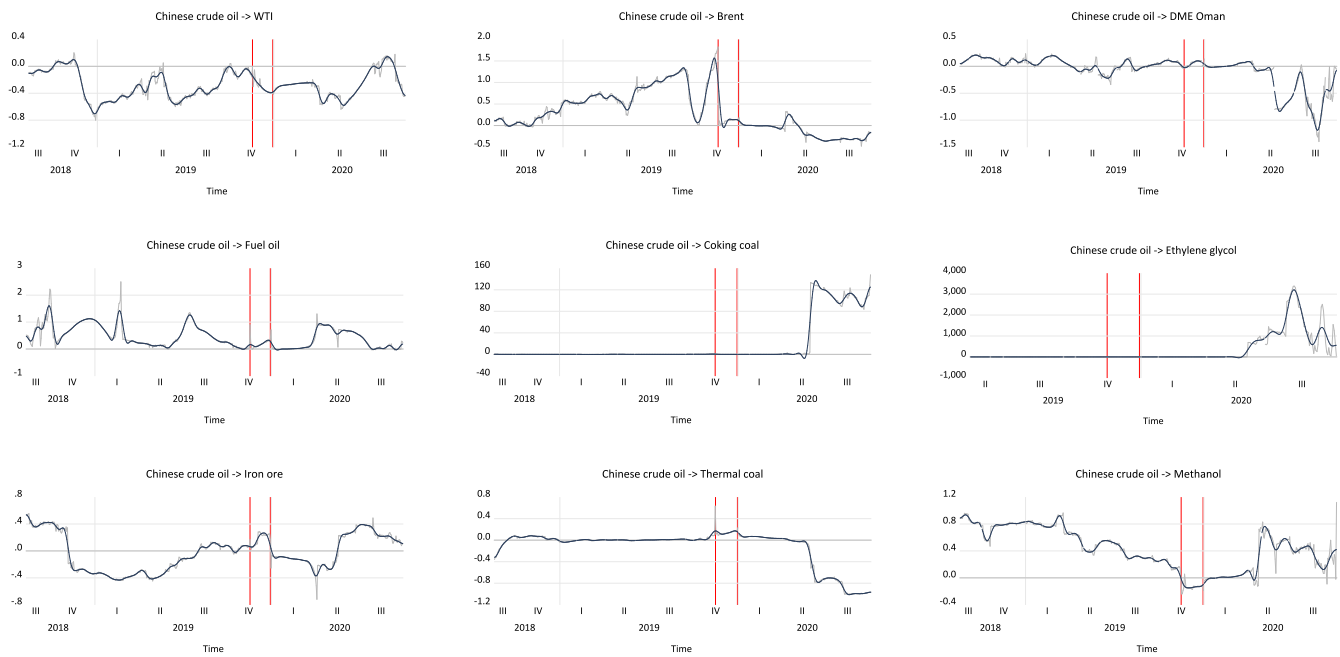 Chinese crude oil -> WTI
0.4
0.0
-0.4
-0.8
-1.2
III IV I II III IV I II III
2018 2019 2020
Time
Chinese crude oil -> Brent
2.0
1.5
1.0
0.5
0.0
-0.5
III IV I II III IV I II III
2018 2019 2020
Time
Chinese crude oil -> DME Oman
0.5
0.0
-0.5
-1.0
-1.5
III IV I II III IV I II III
2018 2019 2020
Time
Chinese crude oil -> Fuel oil
3
2
1
0
-1
III IV I II III IV I II III
2018 2019 2020
Time
Chinese crude oil -> Coking coal
160
120
80
40
0
-40
III IV I II III IV I II III
2018 2019 2020
Time
Chinese crude oil -> Ethylene glycol
4,000
3,000
2,000
1,000
0
-1,000
II III IV I II III
2019 2020
Time
Chinese crude oil -> Iron ore
.8
.4
.0
-.4
-.8
III IV I II III IV I II III
2018 2019 2020
Time
Chinese crude oil -> Thermal coal
0.8
0.4
0.0
-0.4
-0.8
-1.2
III IV I II III IV I II III
2018 2019 2020
Time
Chinese crude oil -> Methanol
1.2
0.8
0.4
0.0
-0.4
III IV I II III IV I II III
2018 2019 2020
Time